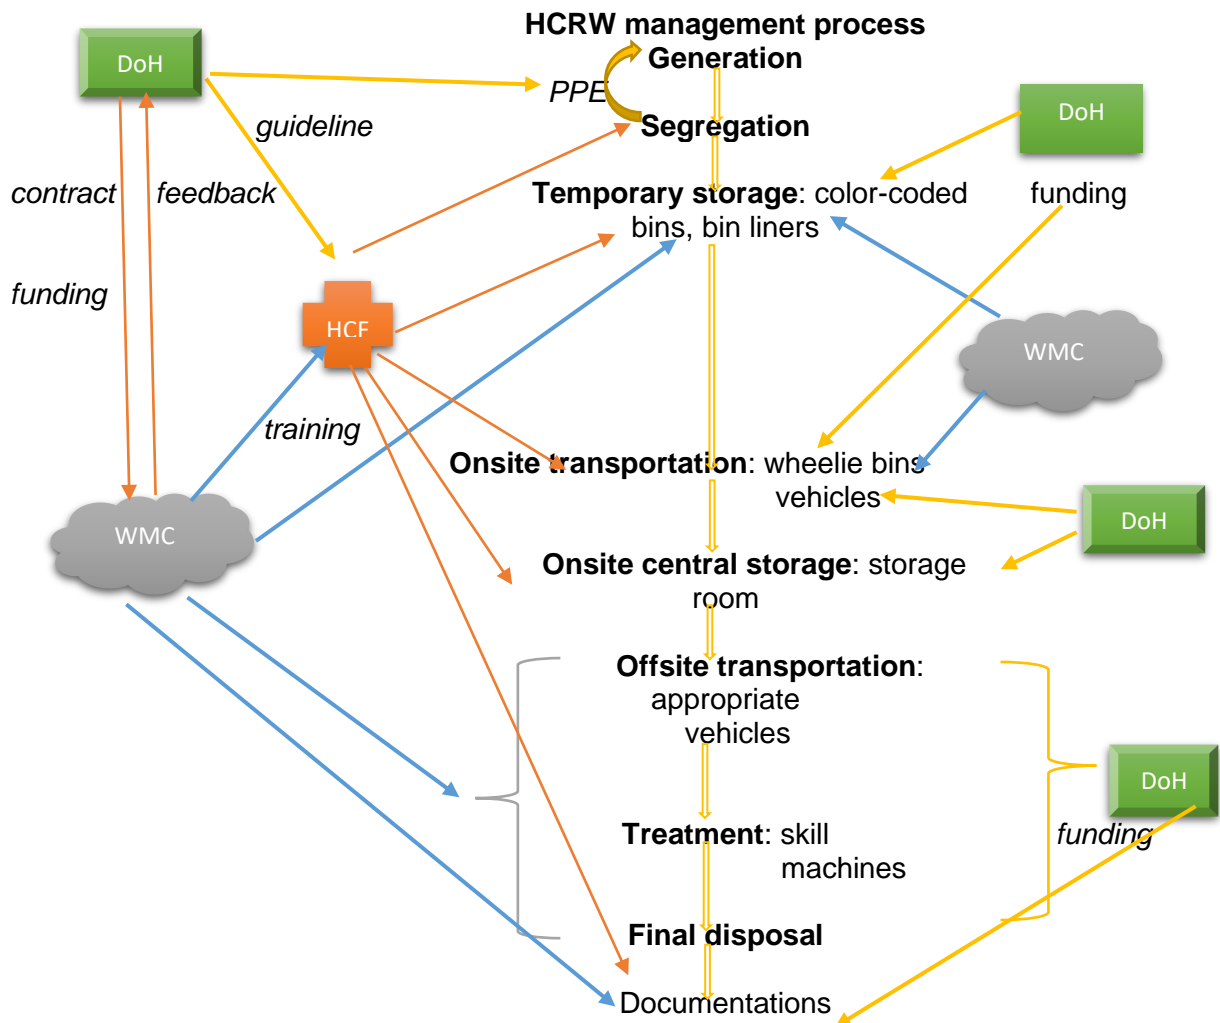 HCRW management process
Generation
DoH
PPE
guideline
Segregation
DoH
contract
feedback
Temporary storage: color-coded
bins, bin liners
funding
funding
HCF
WMC
training
Onsite transportation: wheelie bins
vehicles
WMC
DoH
Onsite central storage: storage
room
Offsite transportation:
appropriate
vehicles
DoH
Treatment: skill
machines
funding
Final disposal
Documentations